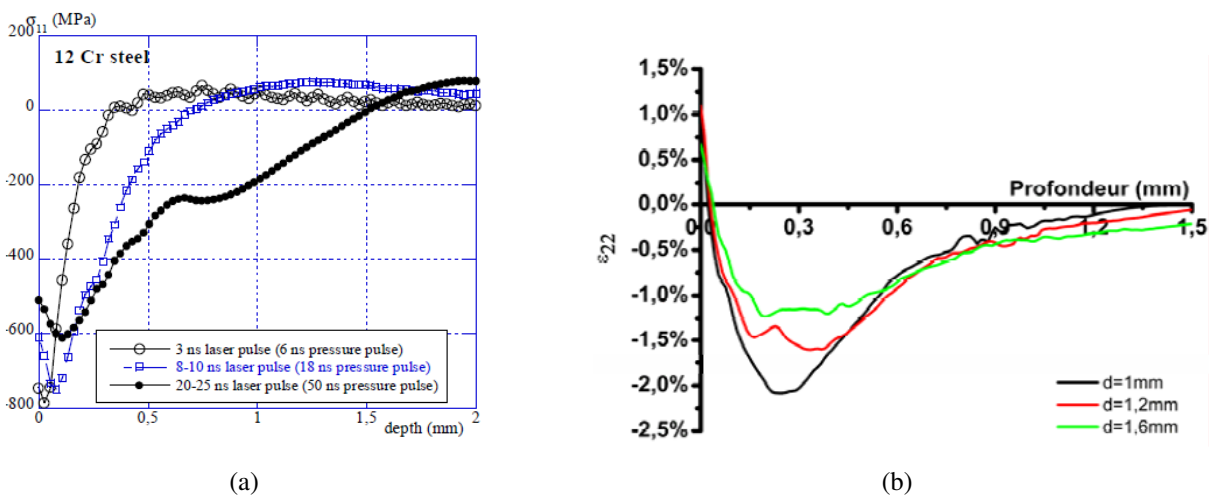 σ11 (MPa)
200
12 Cr steel
0
-200
-400
-600
-800
3 ns laser pulse (6 ns pressure pulse)
8-10 ns laser pulse (18 ns pressure pulse)
20-25 ns laser pulse (50 ns pressure pulse)
0 0,5 1 1,5 2
depth (mm)
(a)
1,5%
1,0%
0,5%
0,0%
-0,5%
-1,0%
-1,5%
-2,0%
-2,5%
ε22
Profondeur (mm)
0,0 0,3 0,6 0,9 1,2 1,5
d=1mm
d=1,2mm
d=1,6mm
(b)